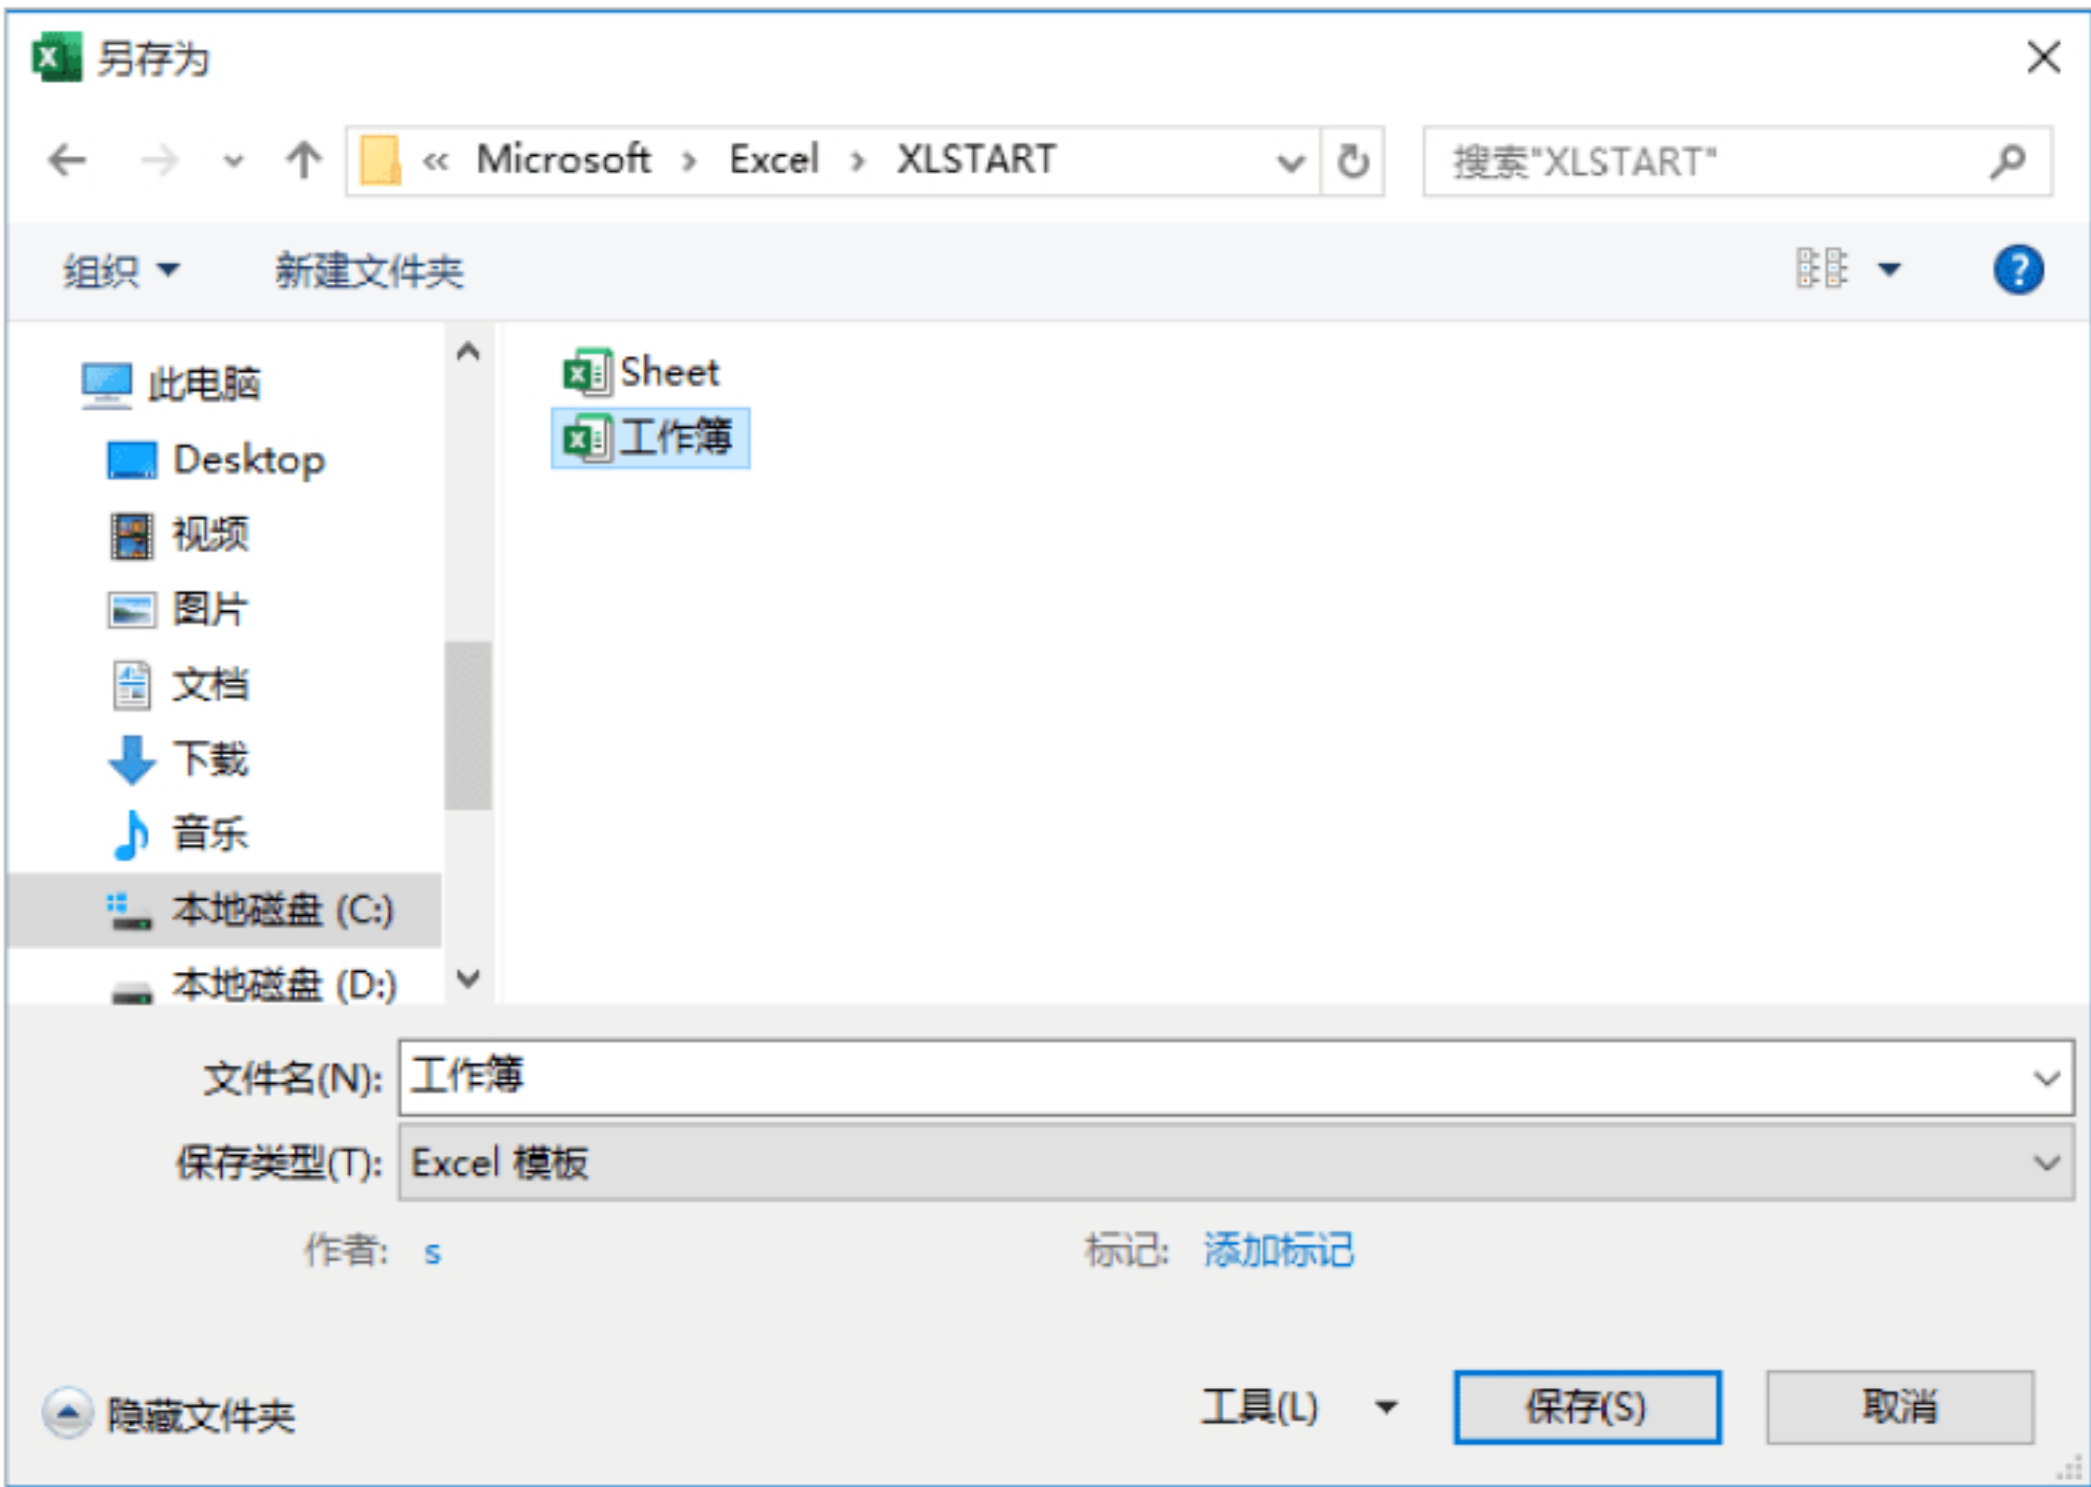 另存为
« Microsoft › Excel › XLSTART
搜索"XLSTART"
组织 新建文件夹
此电脑
Desktop
视频
图片
文档
下载
音乐
本地磁盘 (C:)
本地磁盘 (D:)
Sheet
工作簿
文件名(N): 工作簿
保存类型(T): Excel 模板
作者: s
标记: 添加标记
隐藏文件夹
工具(L) 保存(S) 取消